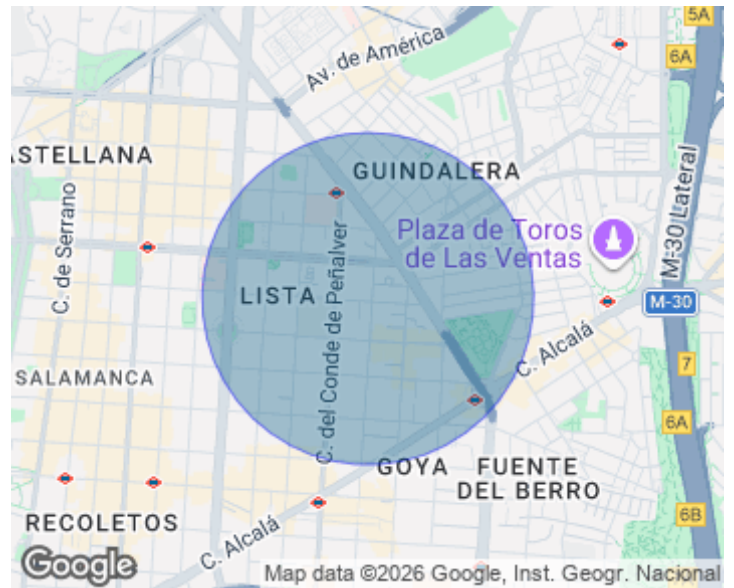 5A
6A
Av. de América
ASTELLANA
GUINDALERA
C. de Serrano
M-30 Lateral
Plaza de Toros
de Las Ventas
C. del Conde de Peñalver
LISTA
M-30
C. Alcalá
SALAMANCA
7
6A
GOYA
FUENTE
DEL BERRO
RECOLETOS
C. Alcalá
6B
Google
Map data ©2026 Google, Inst. Geogr. Nacional